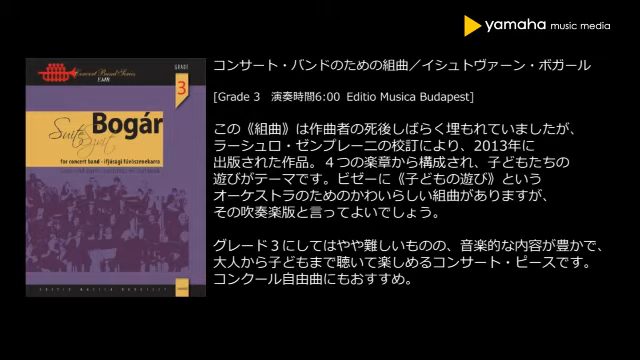 yamaha music media
コンサート・バンドのための組曲／イシュトヴァーン・ボガール
[Grade 3　演奏時間6:00 Editio Musica Budapest]
この《組曲》は作曲者の死後しばらく埋もれていましたが、
ラーシュロ・ゼンプレーニの校訂により、2013年に
出版された作品。４つの楽章から構成され、子どもたちの
遊びがテーマです。ビゼーに《子どもの遊び》という
オーケストラのためのかわいらしい組曲がありますが、
その吹奏楽版と言ってよいでしょう。
グレード３にしてはやや難しいものの、音楽的な内容が豊かで、
大人から子どもまで聴いて楽しめるコンサート・ピースです。
コンクール自由曲にもおすすめ。
Concert Band Series
GRADE
3
Bogár
Suite
Szvit
for concert band - ifjúsági fúvószenekarra
EDITIO MUSICA BUDAPEST